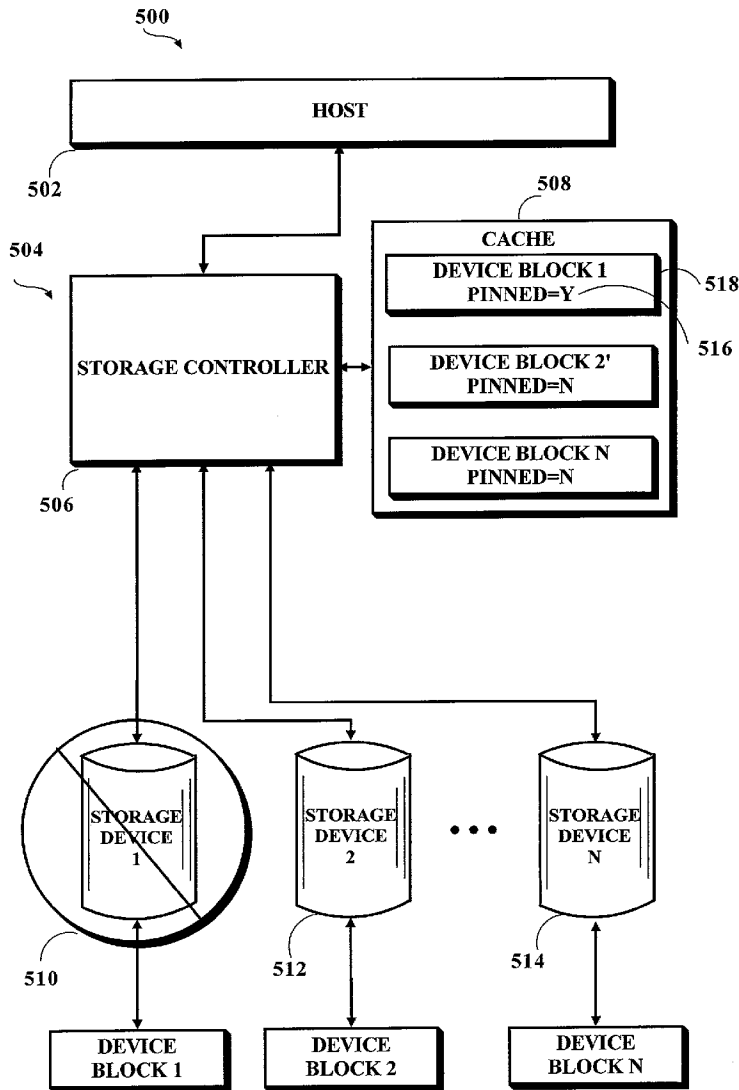 500
HOST
502
508
504
CACHE
DEVICE BLOCK 1
PINNED=Y
518
516
STORAGE CONTROLLER
DEVICE BLOCK 2'
PINNED=N
DEVICE BLOCK N
PINNED=N
506
STORAGE
DEVICE
1
STORAGE
DEVICE
2
STORAGE
DEVICE
N
510
512
514
DEVICE
BLOCK 1
DEVICE
BLOCK 2
DEVICE
BLOCK N